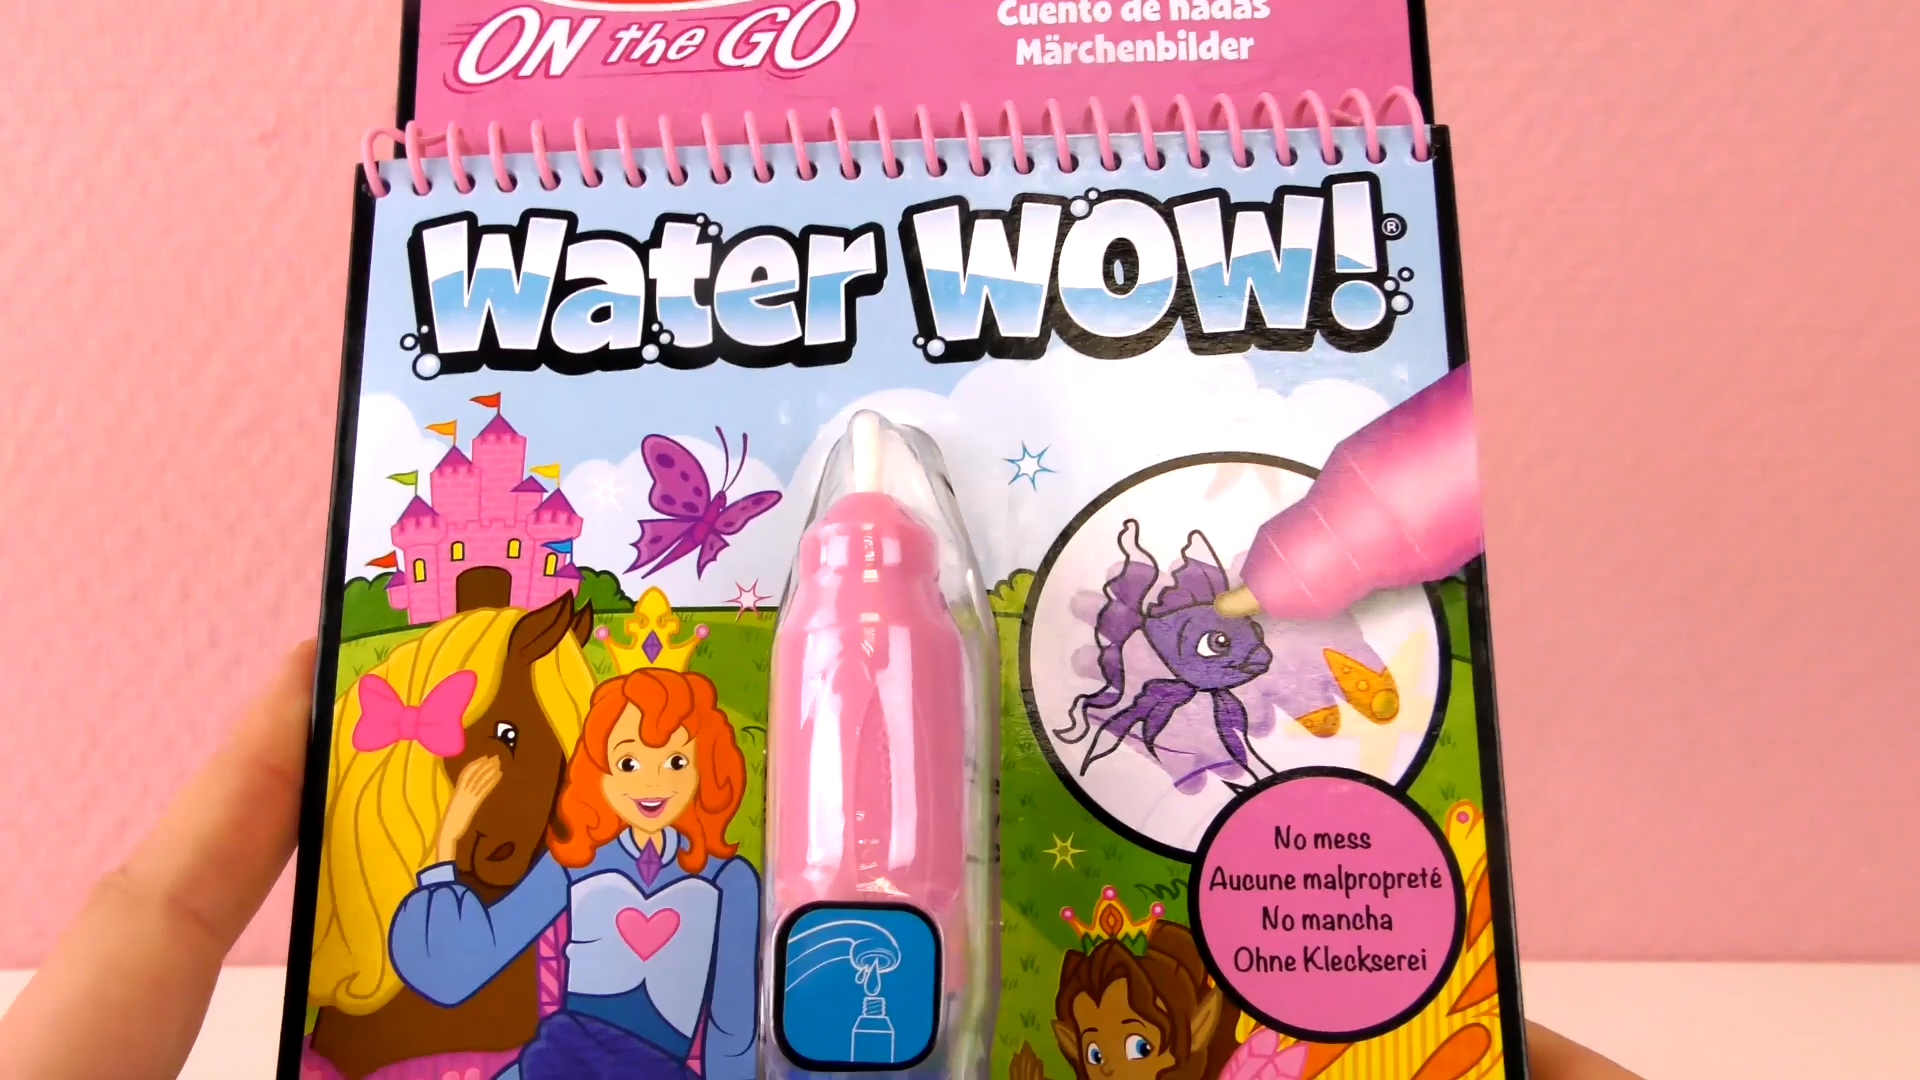 ON the GO
Cuento de hadas
Märchenbilder
Water WOW!®
No mess
Aucune malpropreté
No mancha
Ohne Kleckserei